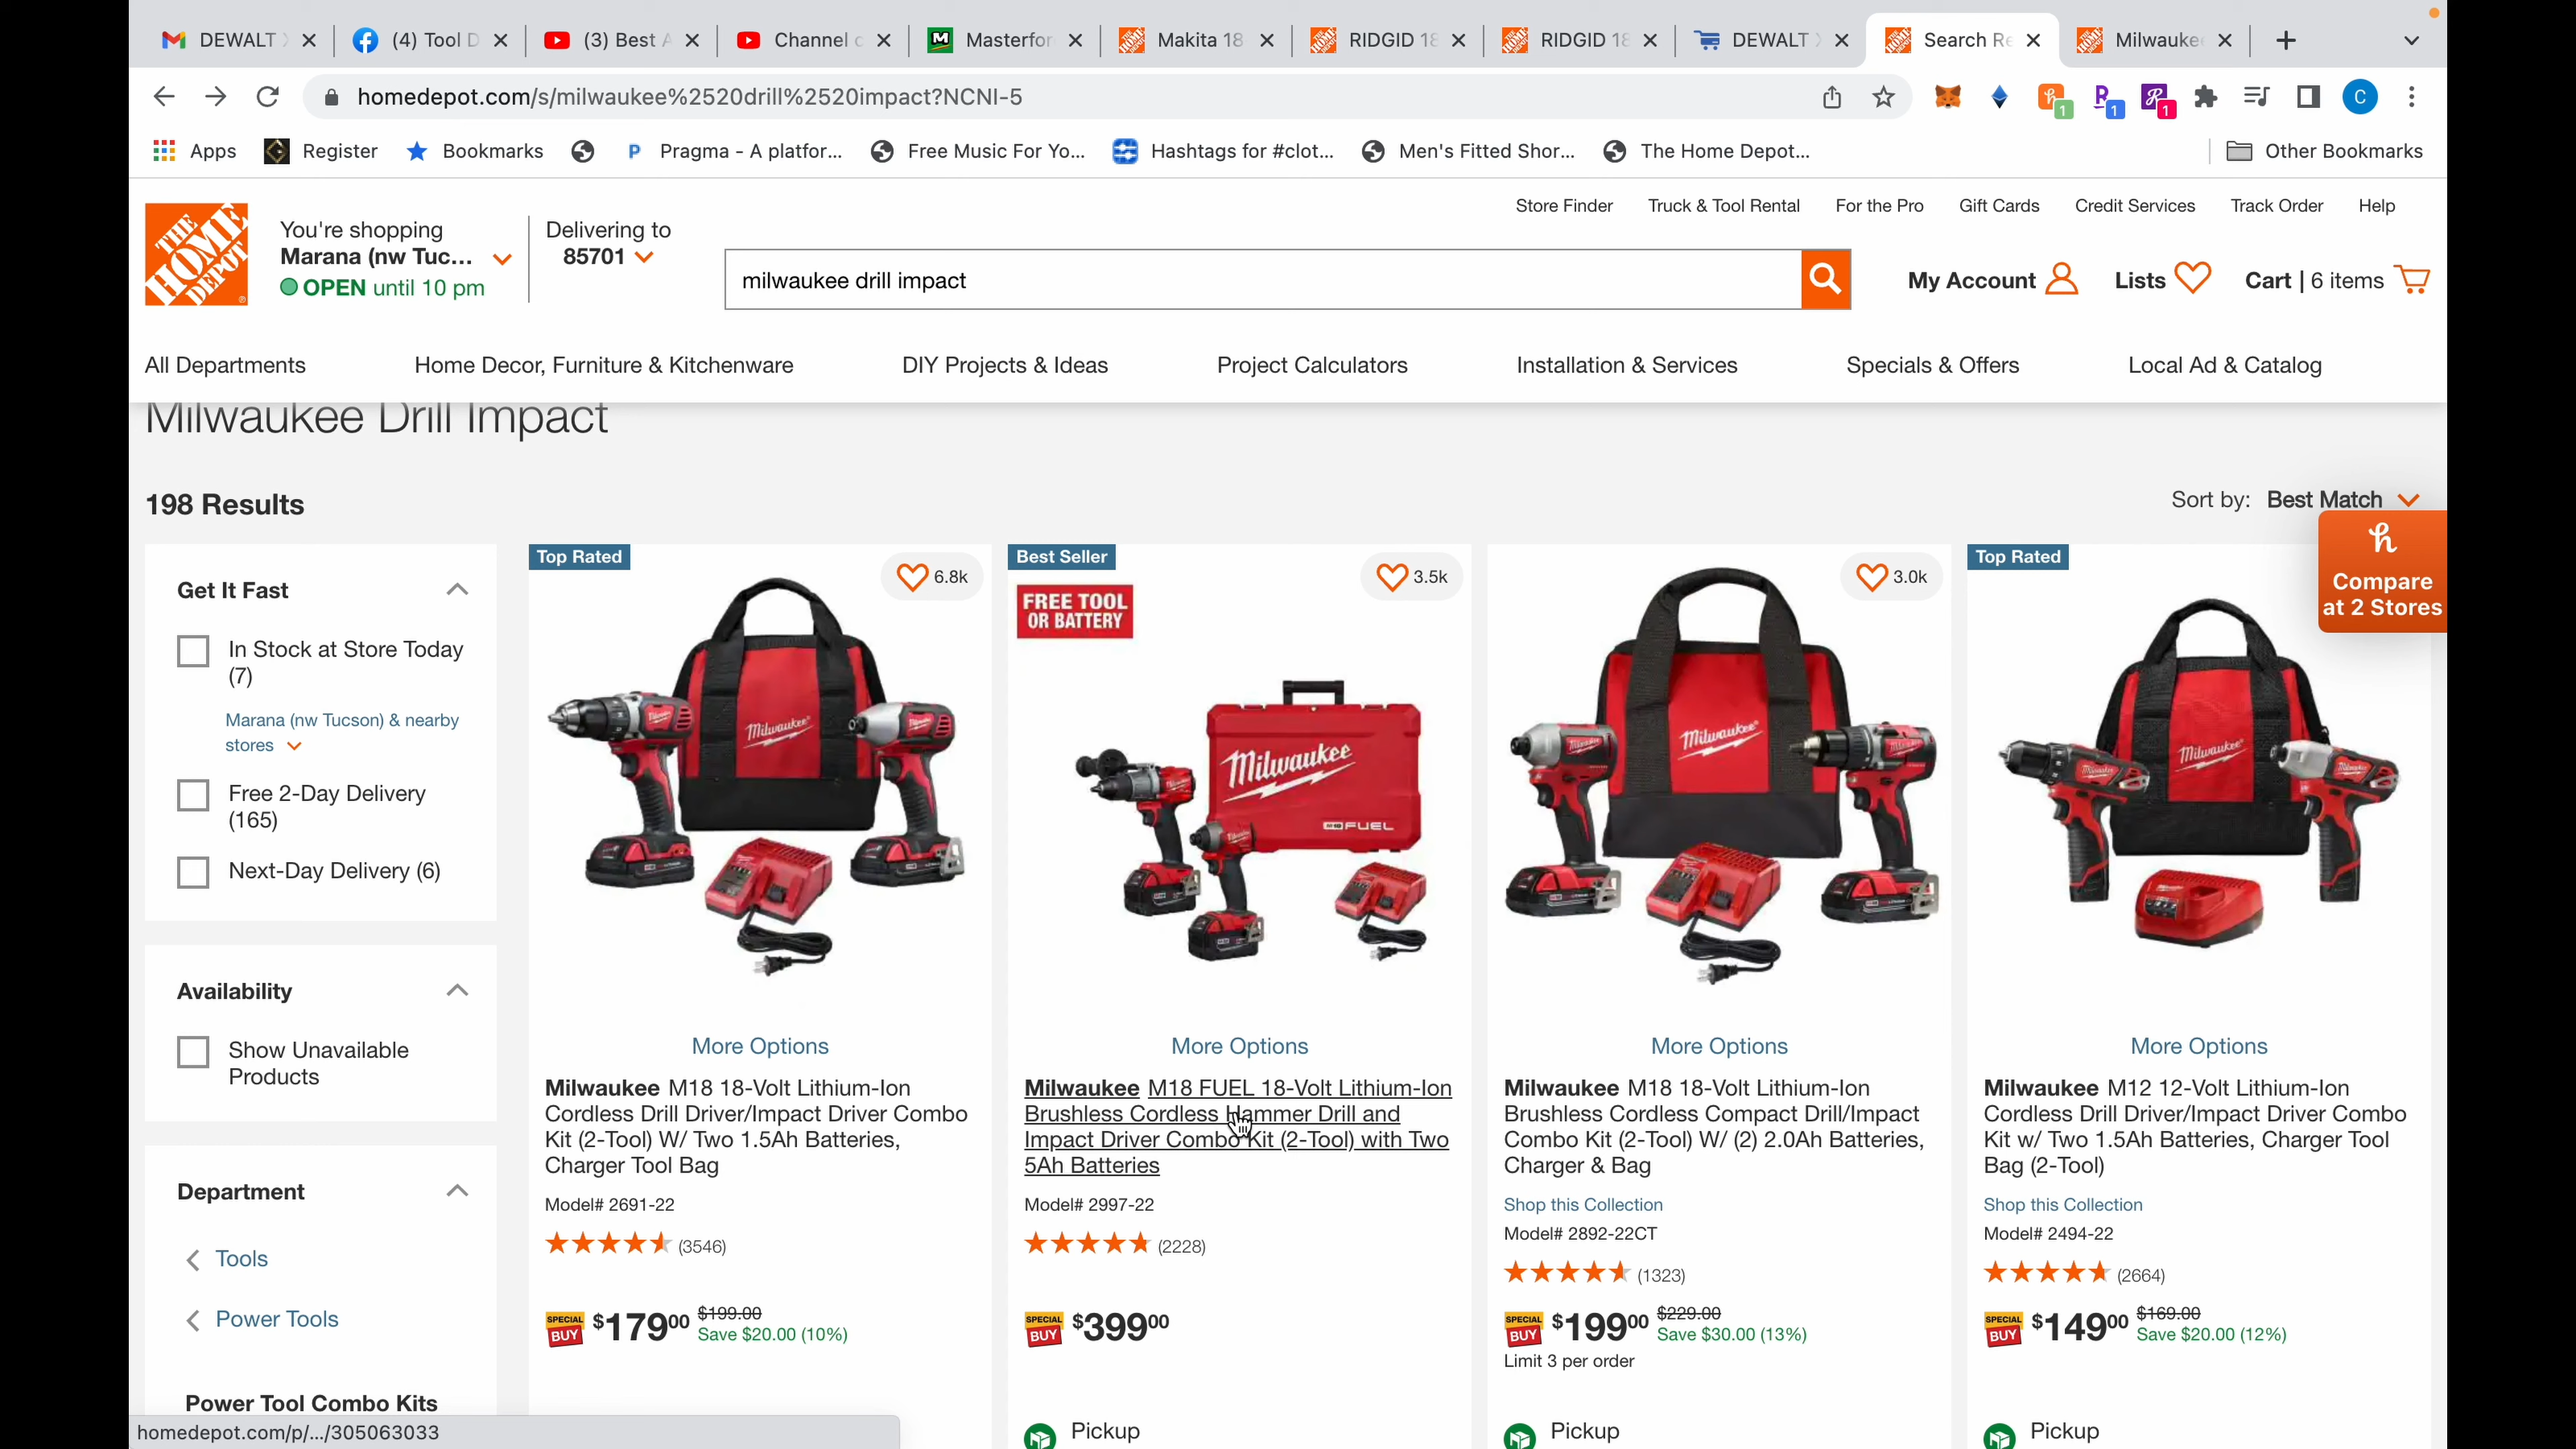 DEWALT
(4) Tool D
(3) Best A
Channel c
Masterfor
Makita 18
RIDGID 18
RIDGID 18
DEWALT
Search Re
Milwauke
homedepot.com/s/milwaukee%2520drill%2520impact?NCNI-5
1
1
1
C
Apps
Register
Bookmarks
Pragma - A platfor...
Free Music For Yo...
Hashtags for #clot...
Men's Fitted Shor...
The Home Depot...
Other Bookmarks
Store Finder
Truck & Tool Rental
For the Pro
Gift Cards
Credit Services
Track Order
Help
THE HOME DEPOT
You're shopping
Marana (nw Tuc...
OPEN until 10 pm
Delivering to
85701
milwaukee drill impact
My Account
Lists
Cart | 6 items
All Departments
Home Decor, Furniture & Kitchenware
DIY Projects & Ideas
Project Calculators
Installation & Services
Specials & Offers
Local Ad & Catalog
Milwaukee Drill Impact
198 Results
Sort by: Best Match
Compare
at 2 Stores
Get It Fast
In Stock at Store Today
(7)
Marana (nw Tucson) & nearby
stores
Free 2-Day Delivery
(165)
Next-Day Delivery (6)
Availability
Show Unavailable
Products
Department
Tools
Power Tools
Power Tool Combo Kits
homedepot.com/p/.../305063033
Top Rated
6.8k
Milwaukee
More Options
Milwaukee M18 18-Volt Lithium-Ion
Cordless Drill Driver/Impact Driver Combo
Kit (2-Tool) W/ Two 1.5Ah Batteries,
Charger Tool Bag
Model# 2691-22
(3546)
SPECIAL
BUY
$17900
$199.00
Save $20.00 (10%)
Best Seller
3.5k
FREE TOOL
OR BATTERY
Milwaukee
FUEL
More Options
Milwaukee M18 FUEL 18-Volt Lithium-Ion
Brushless Cordless Hammer Drill and
Impact Driver Combo Kit (2-Tool) with Two
5Ah Batteries
Model# 2997-22
(2228)
SPECIAL
BUY
$39900
Pickup
3.0k
Milwaukee
More Options
Milwaukee M18 18-Volt Lithium-Ion
Brushless Cordless Compact Drill/Impact
Combo Kit (2-Tool) W/ (2) 2.0Ah Batteries,
Charger & Bag
Shop this Collection
Model# 2892-22CT
(1323)
SPECIAL
BUY
$19900
$229.00
Save $30.00 (13%)
Limit 3 per order
Pickup
Top Rated
Milwaukee
More Options
Milwaukee M12 12-Volt Lithium-Ion
Cordless Drill Driver/Impact Driver Combo
Kit w/ Two 1.5Ah Batteries, Charger Tool
Bag (2-Tool)
Shop this Collection
Model# 2494-22
(2664)
SPECIAL
BUY
$14900
$169.00
Save $20.00 (12%)
Pickup